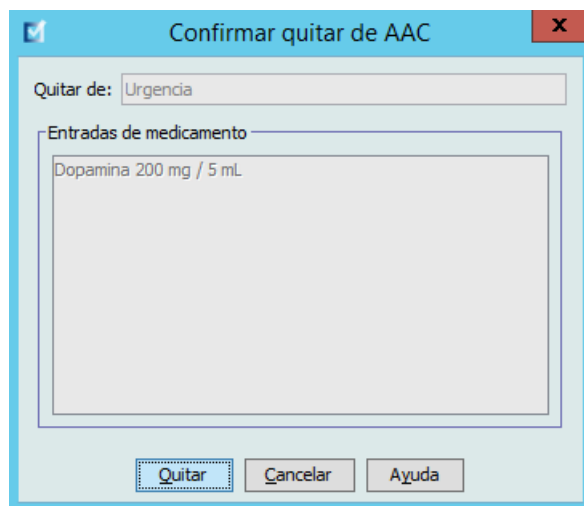 Confirmar quitar de AAC
x
Quitar de: Urgencia
Entradas de medicamento
Dopamina 200 mg / 5 mL
Quitar Cancelar Ayuda